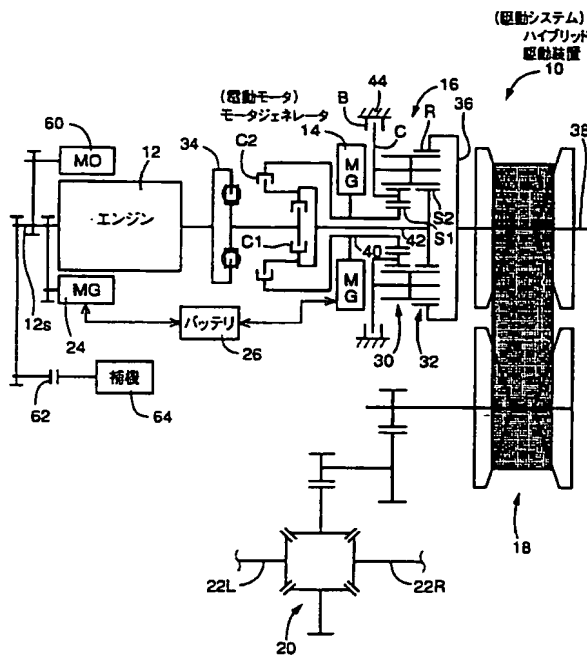 (駆動システム)
ハイブリッド
駆動装置
10
(電動モータ)
モータジェネレータ
44
16
R
36
38
60
34
C2
14
B
C
MO
12
エンジン
MG
S2
S1
C1
40
42
MG
MG
12s
24
バッテリ
26
30
32
62
補機
64
18
22L
22R
20